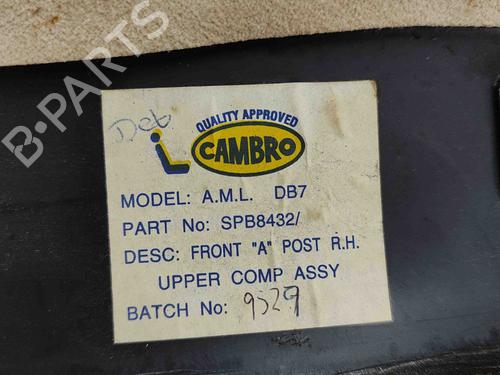 QUALITY APPROVED
Deb
CAMBRO
MODEL: A.M.L. DB7
PART No: SPB8432/
DESC: FRONT "A" POST R.H.
UPPER COMP ASSY
BATCH No: 9529
B-PARTS